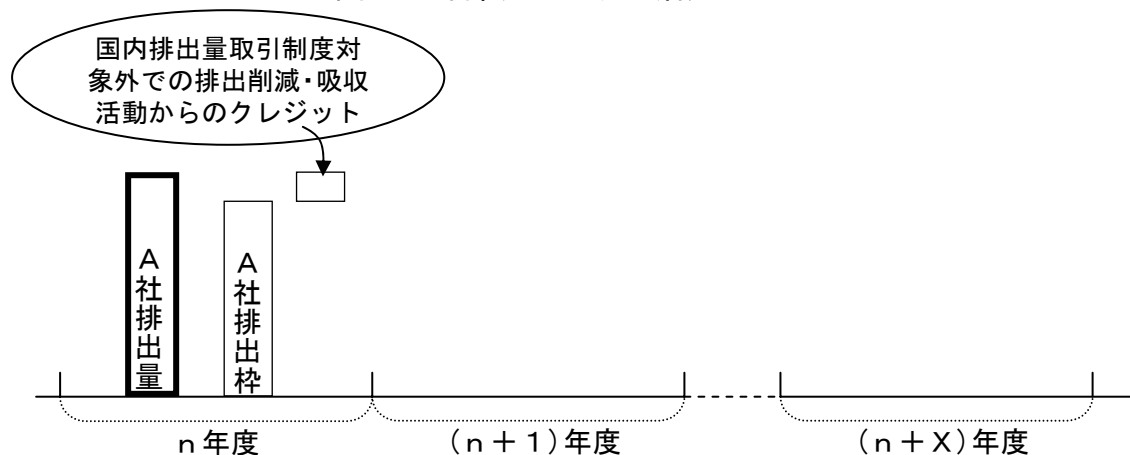 国内排出量取引制度対
象外での排出削減・吸収
活動からのクレジット
A社排出量
A社排出枠
n年度
(n+1)年度
(n+X)年度